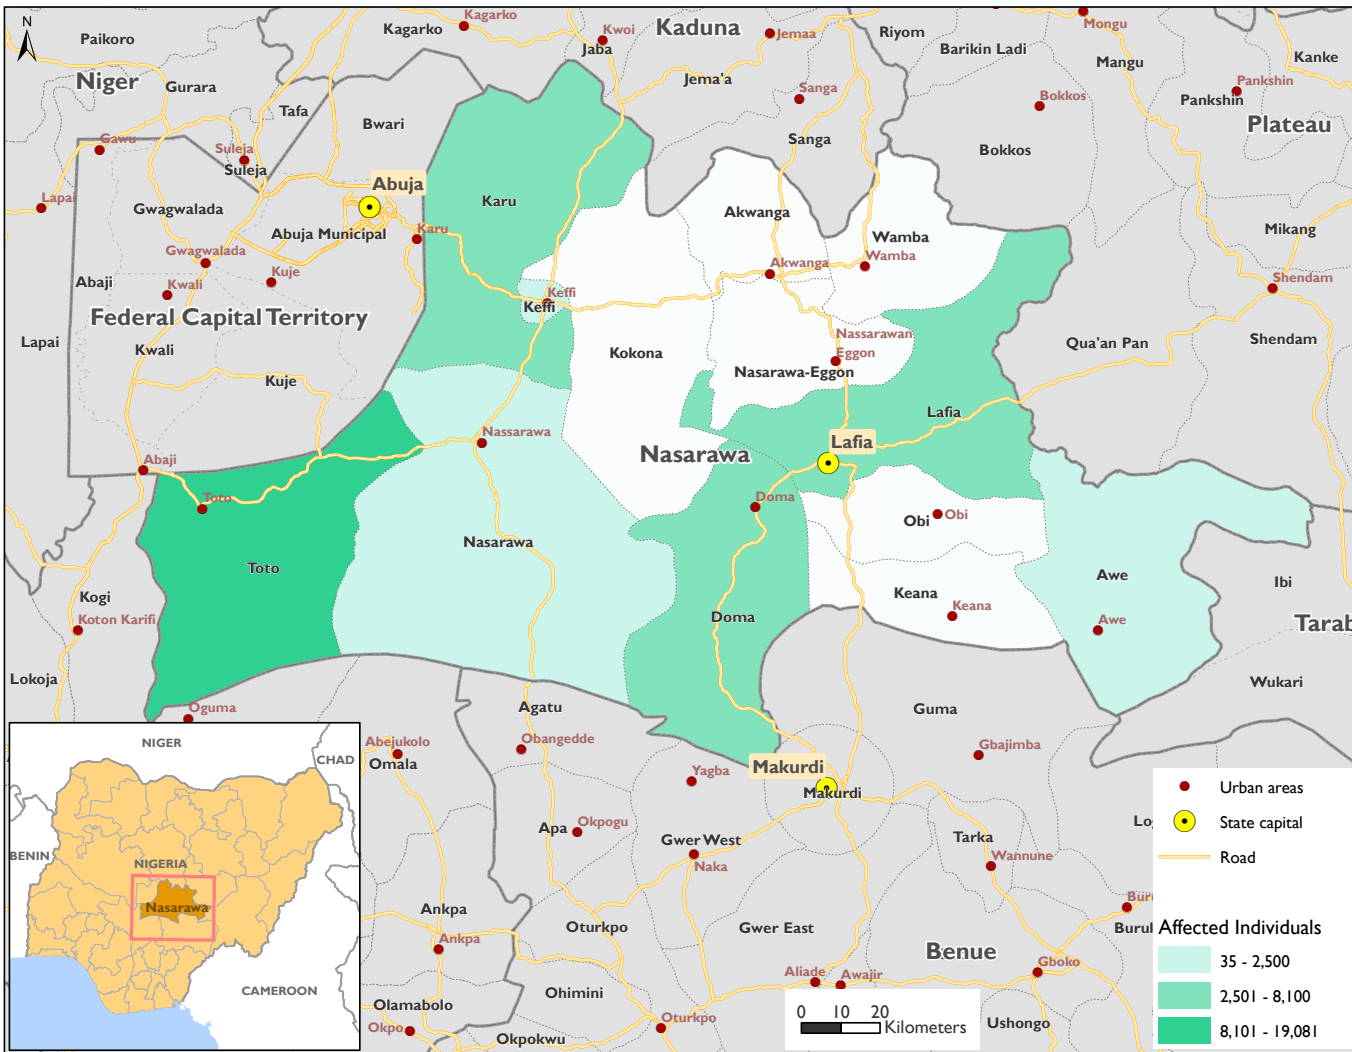 N
Kagarko
Kagarko
Kwoi
Kaduna
Jemaa
Riyom
Mongu
Paikoro
Jaba
Barikin Ladi
Mangu
Kanke
Niger
Gurara
Jema'a
Pankshin
Sanga
Bokkos
Pankshin
Tafa
Bwari
Sanga
Plateau
Gawu
Suleja
Suleja
Bokkos
Abuja
Lapai
Gwagwalada
Karu
Akwanga
Abuja Municipal
Karu
Wamba
Mikang
Gwagwalada
Akwanga
Wamba
Abaji
Kuje
Kwali
Keffi
Keffi
Shendam
Federal Capital Territory
Nassarawan
Eggon
Lapai
Kwali
Kokona
Qua'an Pan
Shendam
Nasarawa-Eggon
Kuje
Lafia
Nassarawa
Lafia
Nasarawa
Abaji
Toto
Doma
Obi
Obi
Nasarawa
Toto
Awe
Ibi
Kogi
Keana
Keana
Koton Karifi
Doma
Awe
Tarab
Lokoja
Wukari
Oguma
Agatu
Guma
Abejukolo
Omala
Obangedde
Gbajimba
Makurdi
Yagba
Makurdi
Apa
Okpogu
Gwer West
Naka
Tarka
Wannune
Ankpa
Ankpa
Oturkpo
Gwer East
Benue
Buru
Buruk
Gboko
Aliade
Awajir
Ohimini
Olamabolo
Okpo
Oturkpo
Okpokwu
Ushongo
Lo
NIGER
CHAD
BENIN
NIGERIA
Nasarawa
CAMEROON
0 10 20
Kilometers
Urban areas
State capital
Road
Affected Individuals
35 - 2,500
2,501 - 8,100
8,101 - 19,081